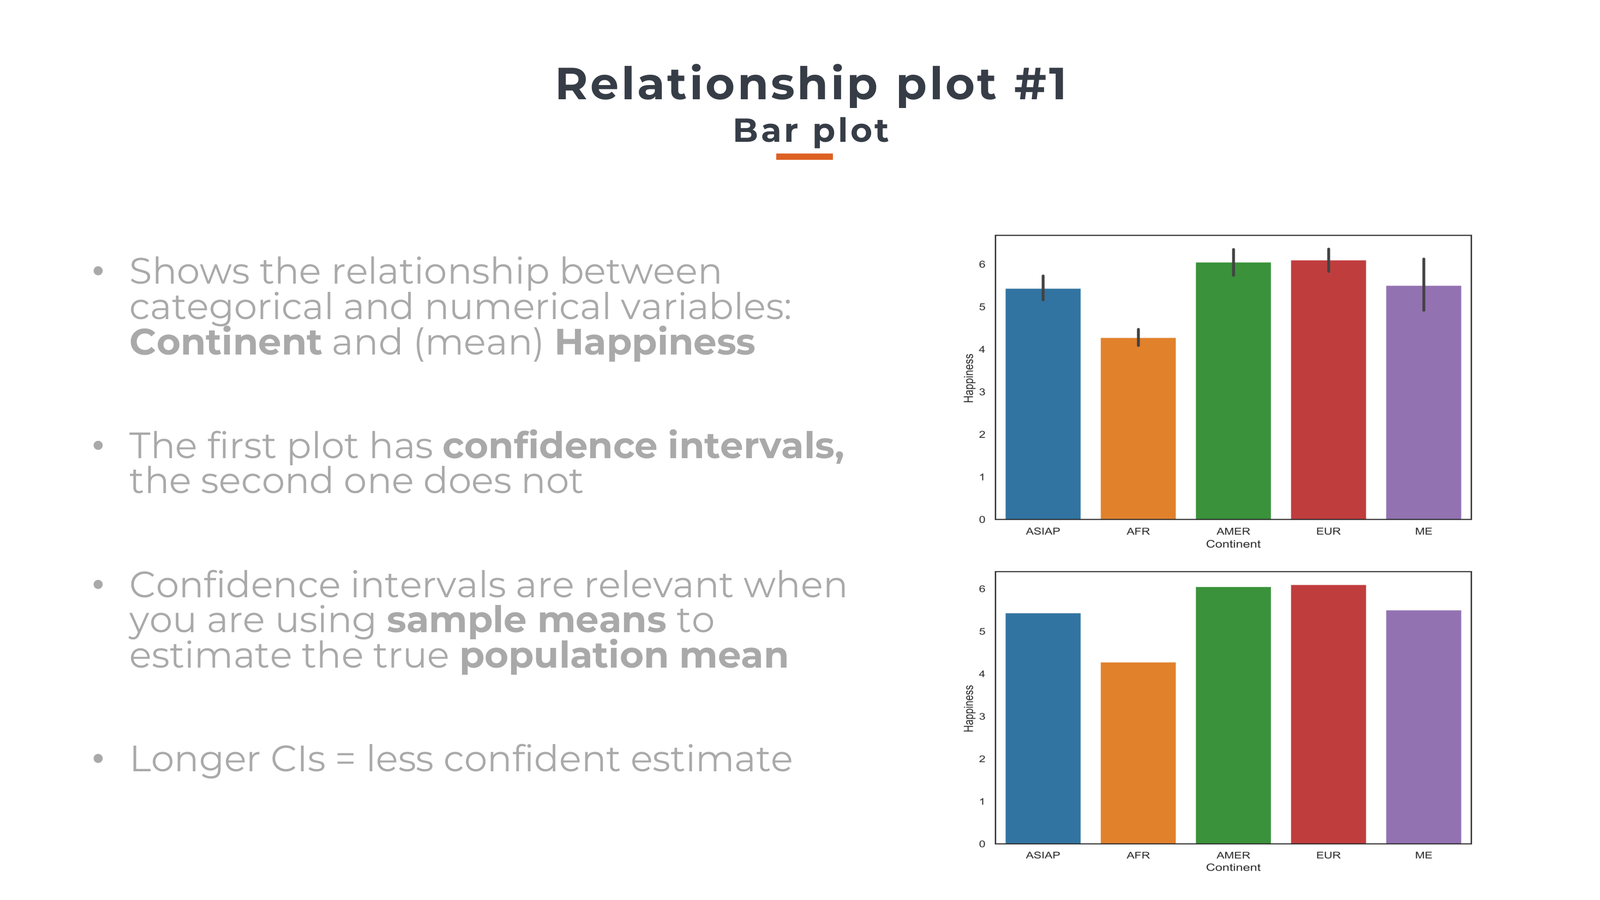 Relationship plot #1
Bar plot
• Shows the relationship between
categorical and numerical variables:
Continent and (mean) Happiness
• The first plot has confidence intervals,
the second one does not
• Confidence intervals are relevant when
you are using sample means to
estimate the true population mean
• Longer CIs = less confident estimate
6
5
4
3
2
1
0
Happiness
ASIAP AFR AMER EUR ME
Continent
6
5
4
3
2
1
0
Happiness
ASIAP AFR AMER EUR ME
Continent